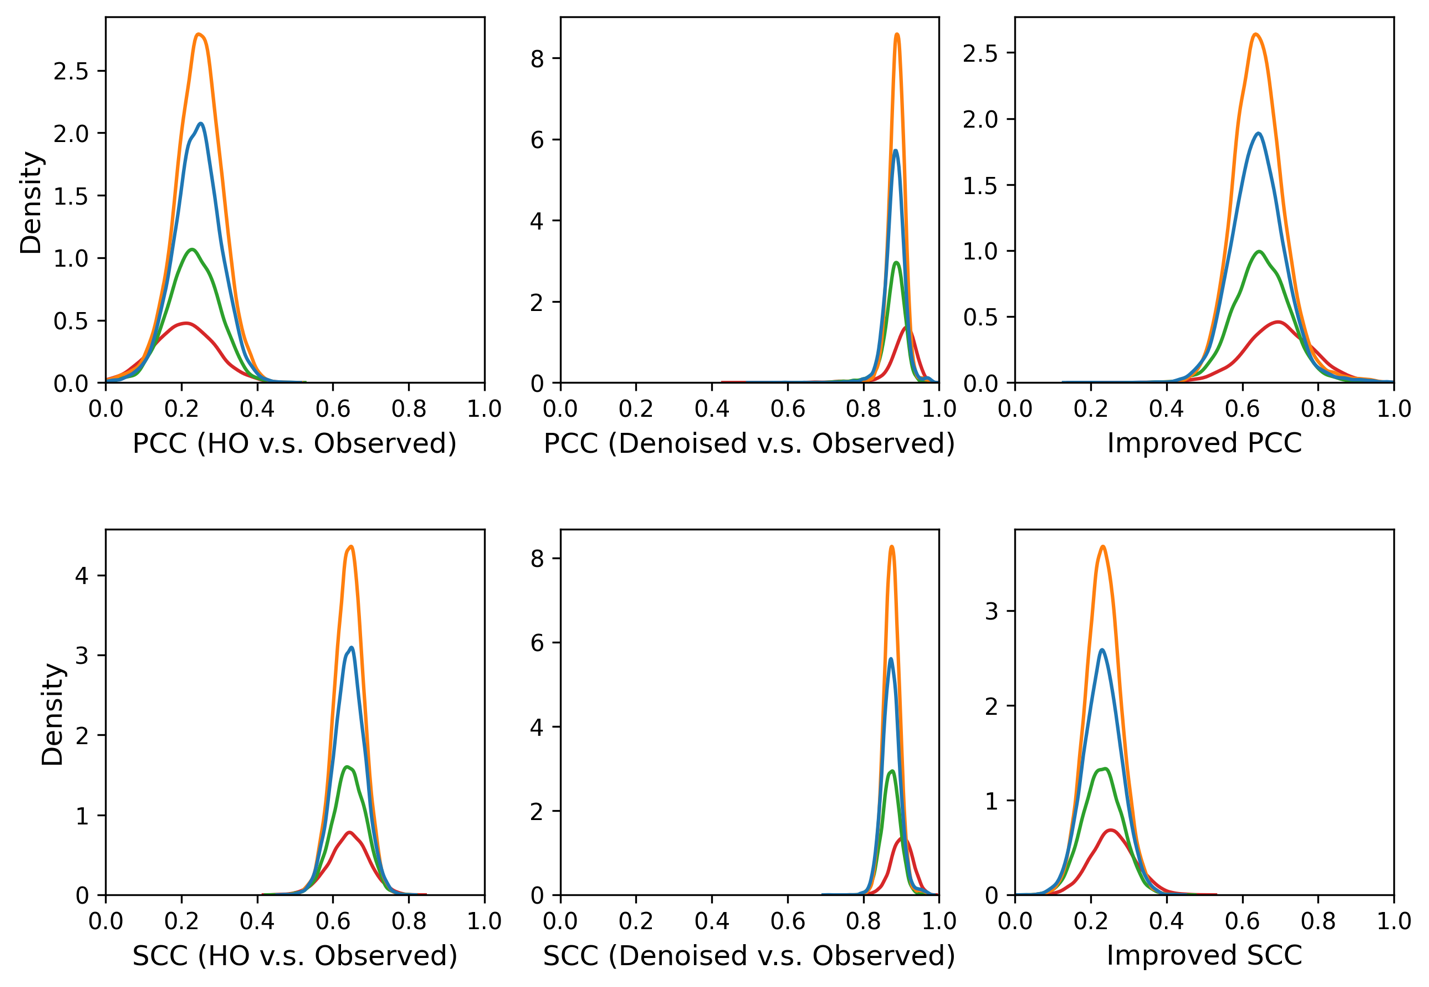 Density
2.5
2.0
1.5
1.0
0.5
0.0
0.0 0.2 0.4 0.6 0.8 1.0
PCC (HO v.s. Observed)
8
6
4
2
0
0.0 0.2 0.4 0.6 0.8 1.0
PCC (Denoised v.s. Observed)
2.5
2.0
1.5
1.0
0.5
0.0
0.0 0.2 0.4 0.6 0.8 1.0
Improved PCC
Density
4
3
2
1
0
0.0 0.2 0.4 0.6 0.8 1.0
SCC (HO v.s. Observed)
8
6
4
2
0
0.0 0.2 0.4 0.6 0.8 1.0
SCC (Denoised v.s. Observed)
3
2
1
0
0.0 0.2 0.4 0.6 0.8 1.0
Improved SCC